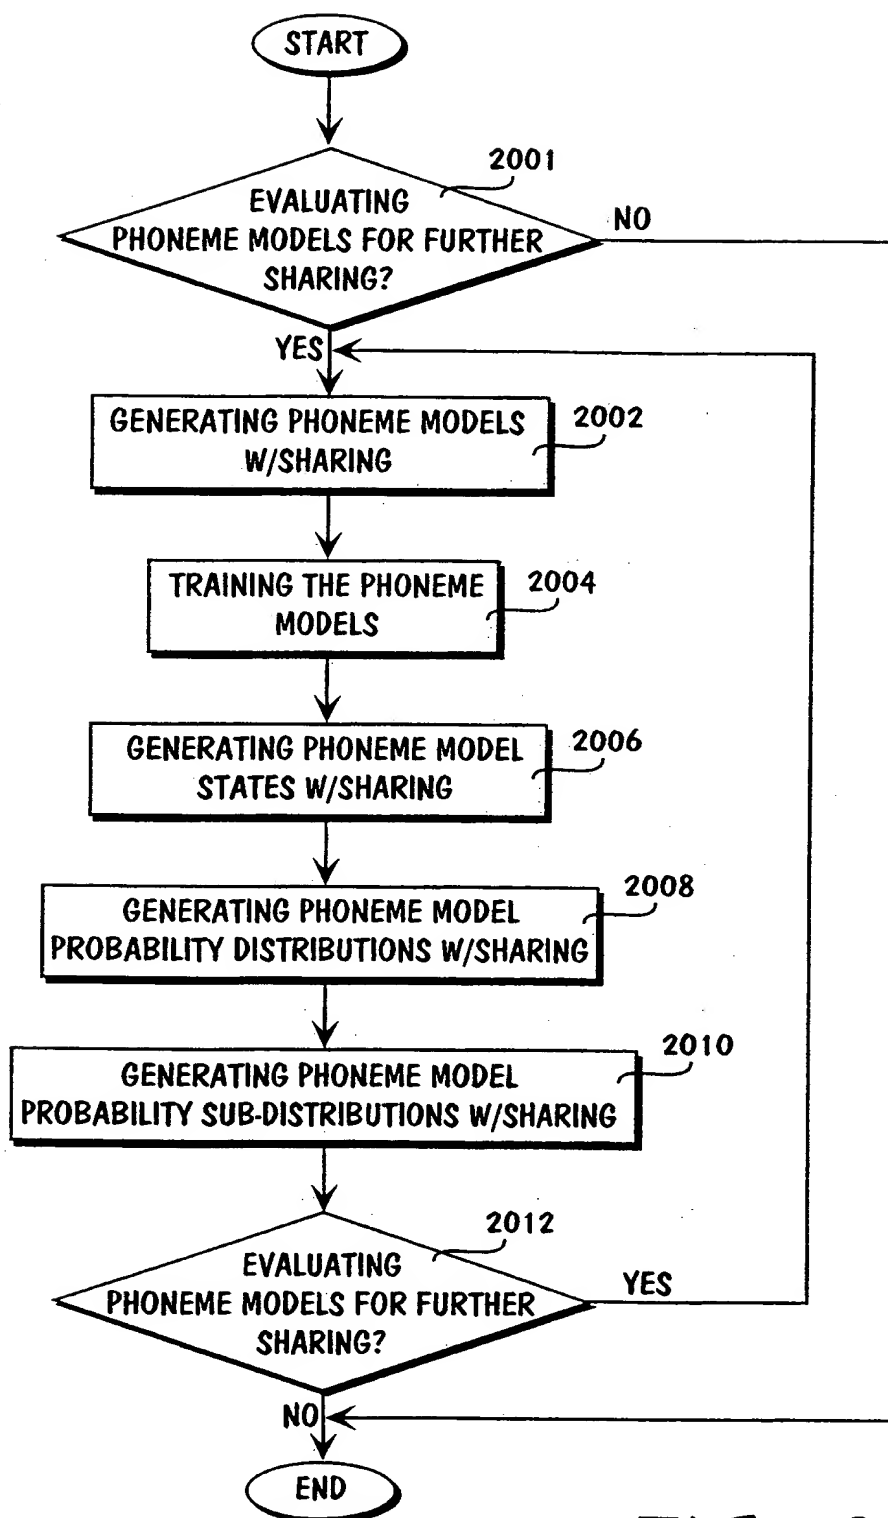 START
2001
EVALUATING
PHONEME MODELS FOR FURTHER
SHARING?
NO
YES
GENERATING PHONEME MODELS
W/SHARING
2002
TRAINING THE PHONEME
MODELS
2004
GENERATING PHONEME MODEL
STATES W/SHARING
2006
GENERATING PHONEME MODEL
PROBABILITY DISTRIBUTIONS W/SHARING
2008
GENERATING PHONEME MODEL
PROBABILITY SUB-DISTRIBUTIONS W/SHARING
2010
2012
EVALUATING
PHONEME MODELS FOR FURTHER
SHARING?
YES
NO
END